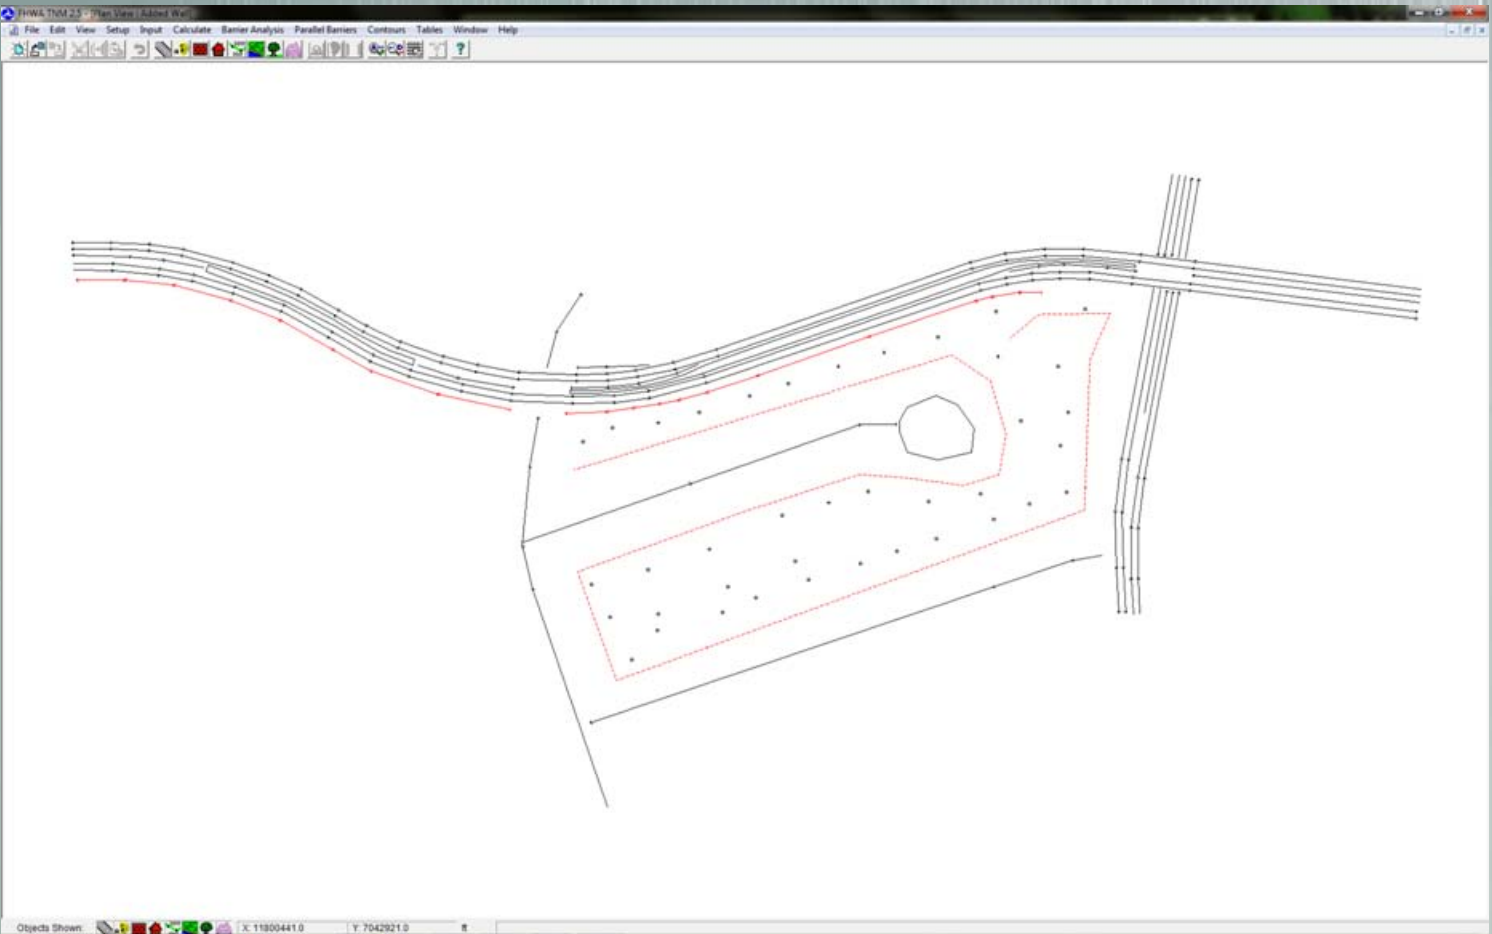 FHWA TNM 2.5 - [Plan View : Added Wall]
File Edit View Setup Input Calculate Barrier Analysis Parallel Barriers Contours Tables Window Help
?
Objects Shown: X: 11800441.0 Y: 7042921.0 ft